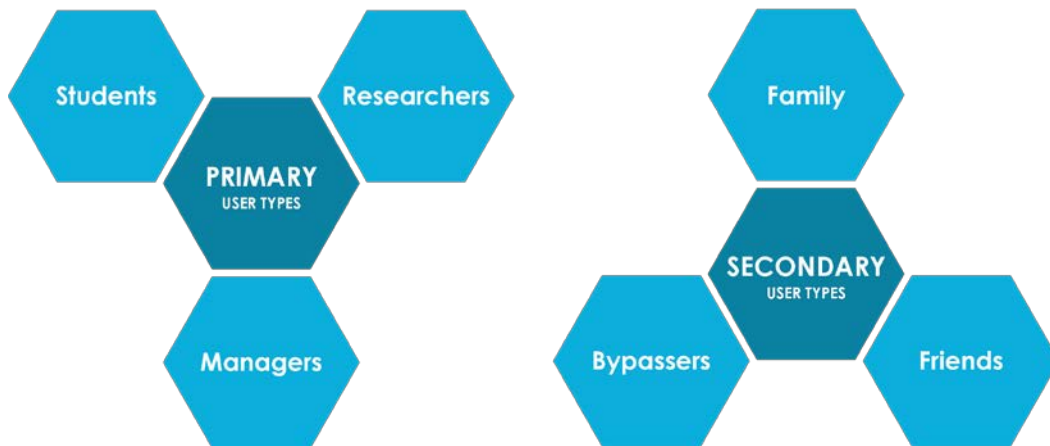 Students
Researchers
PRIMARY
USER TYPES
Managers
Family
SECONDARY
USER TYPES
Bypassers
Friends